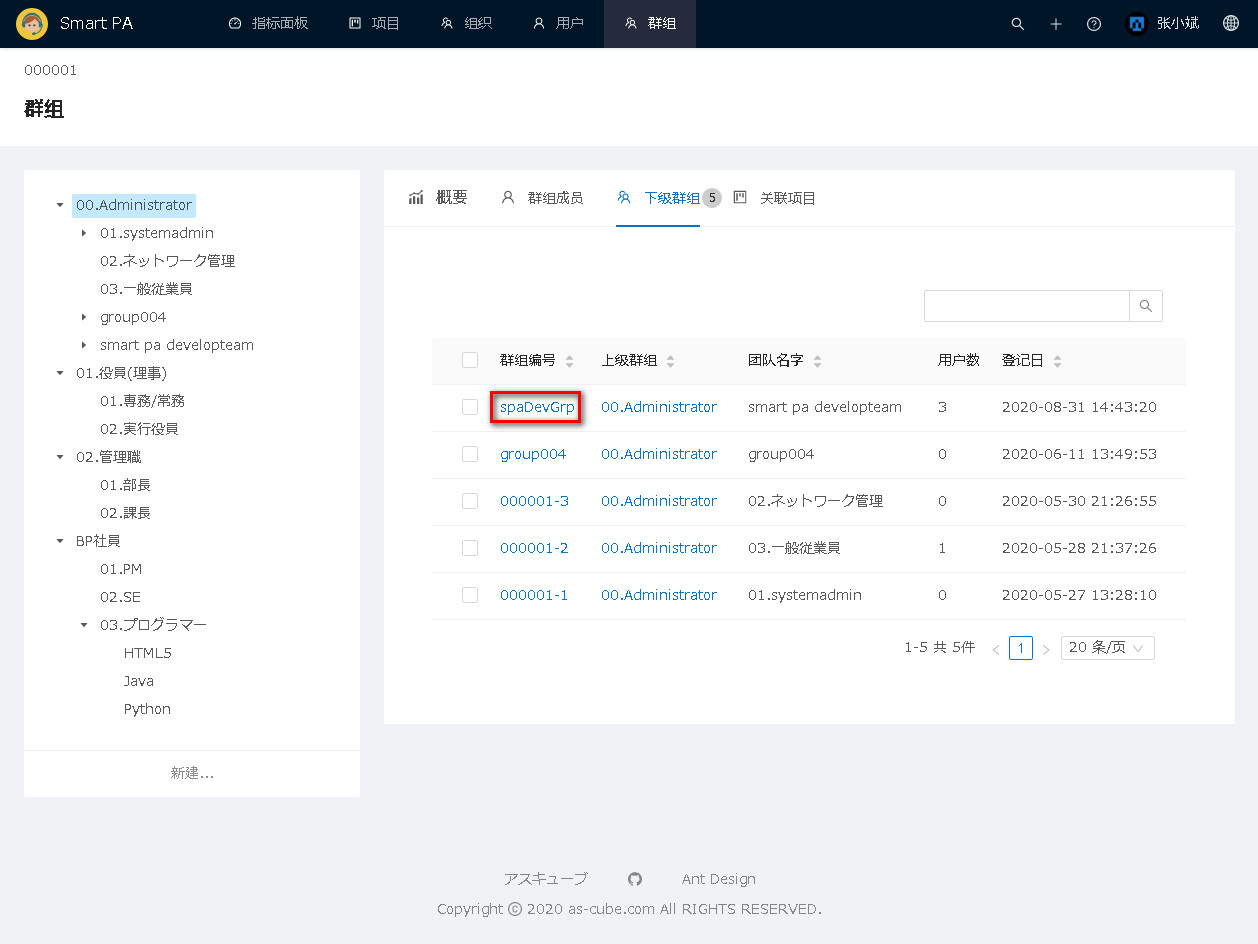 Smart PA 指标面板 项目 组织 用户 群组 张小斌
000001
群组
00.Administrator
01.systemadmin
02.ネットワーク管理
03.一般従業員
group004
smart pa developteam
01.役員(理事)
01.専務/常務
02.実行役員
02.管理職
01.部長
02.課長
BP社員
01.PM
02.SE
03.プログラマー
HTML5
Java
Python
新建...
概要 群组成员 下级群组 5 关联项目
群组编号 上级群组 团队名字 用户数 登记日
spaDevGrp 00.Administrator smart pa developteam 3 2020-08-31 14:43:20
group004 00.Administrator group004 0 2020-06-11 13:49:53
000001-3 00.Administrator 02.ネットワーク管理 0 2020-05-30 21:26:55
000001-2 00.Administrator 03.一般従業員 1 2020-05-28 21:37:26
000001-1 00.Administrator 01.systemadmin 0 2020-05-27 13:28:10
1-5 共 5件 < 1 > 20 条/页
アスキューブ Ant Design
Copyright © 2020 as-cube.com All RIGHTS RESERVED.